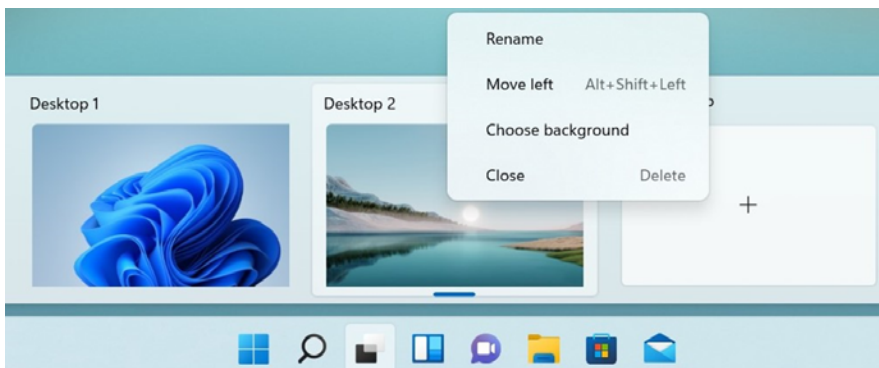 Rename
Move left Alt+Shift+Left
Desktop 1
Desktop 2
Choose background
Close Delete